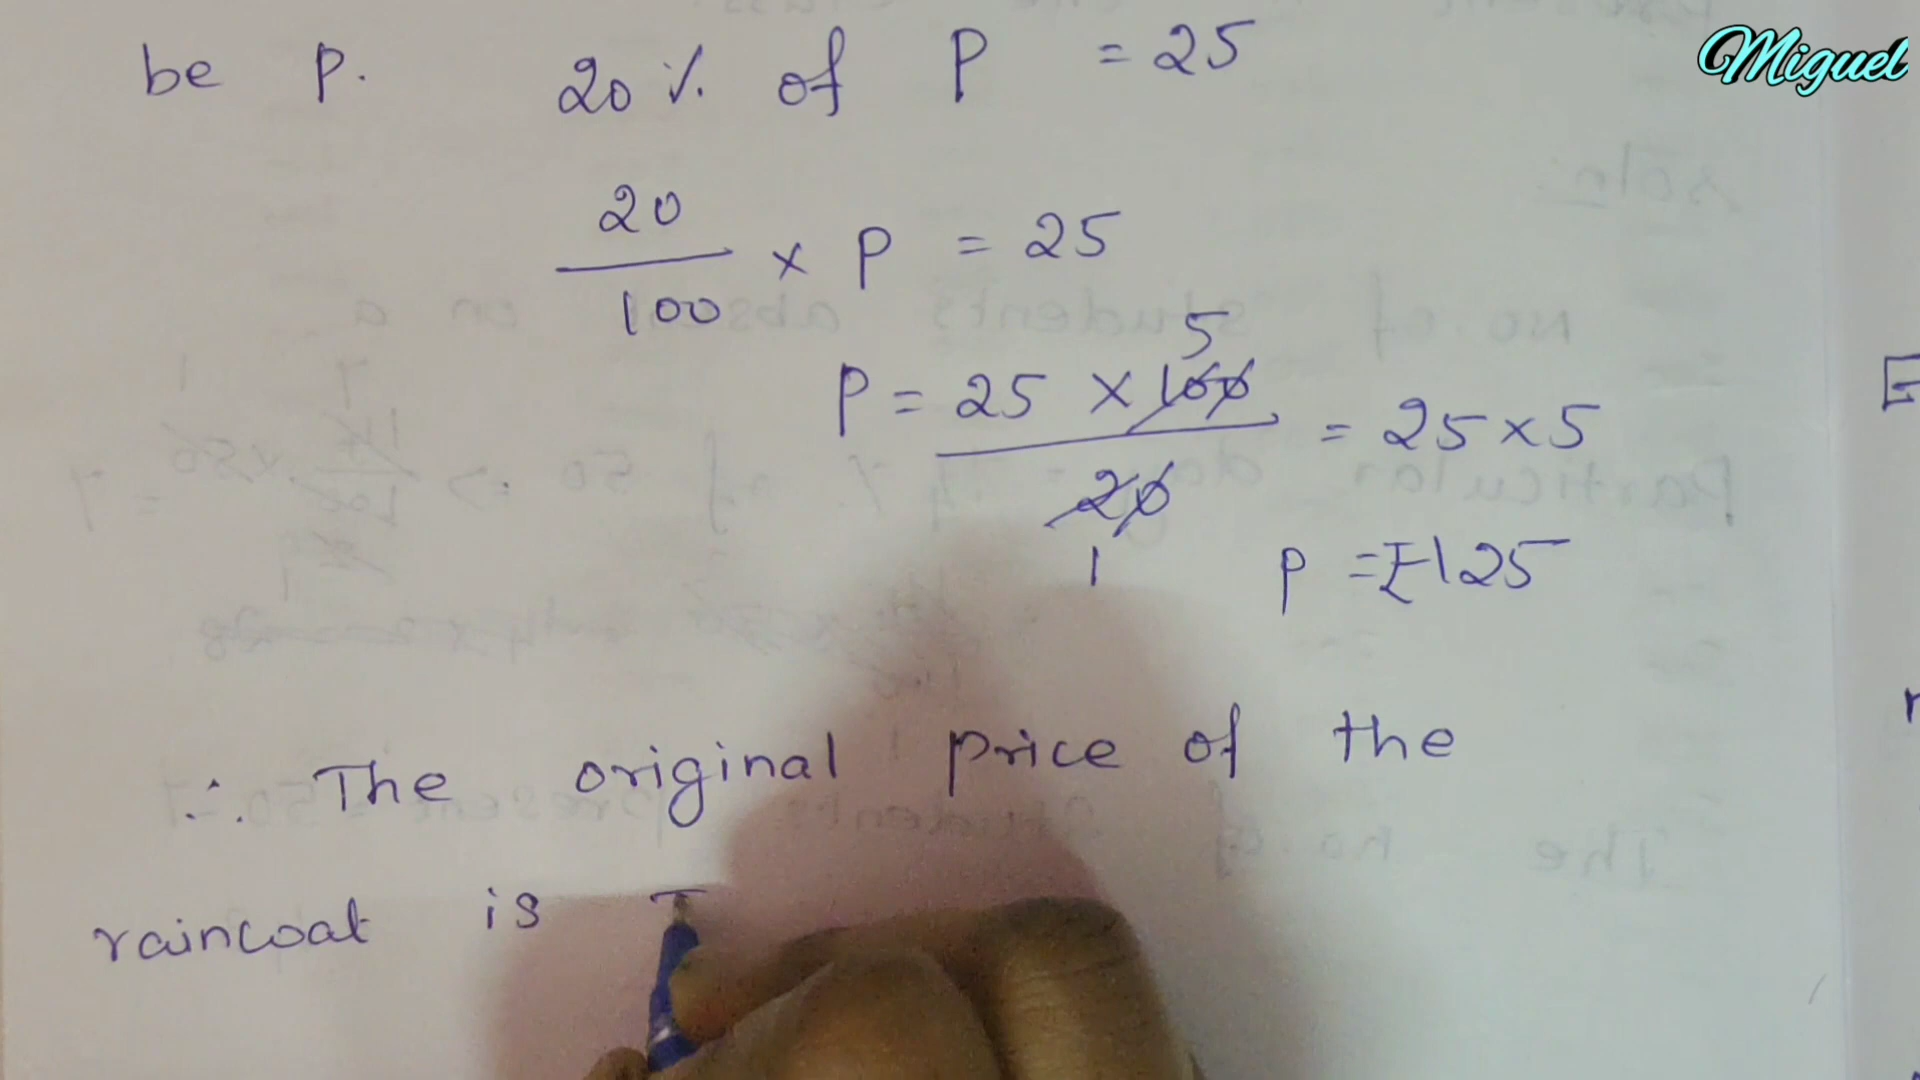 Miguel
be p. 20 % of P = 25
20
100 × P = 25
5
P = 25 × 100 = 25 × 5
20
1
p = ₹125
∴ The original price of the
raincoat is